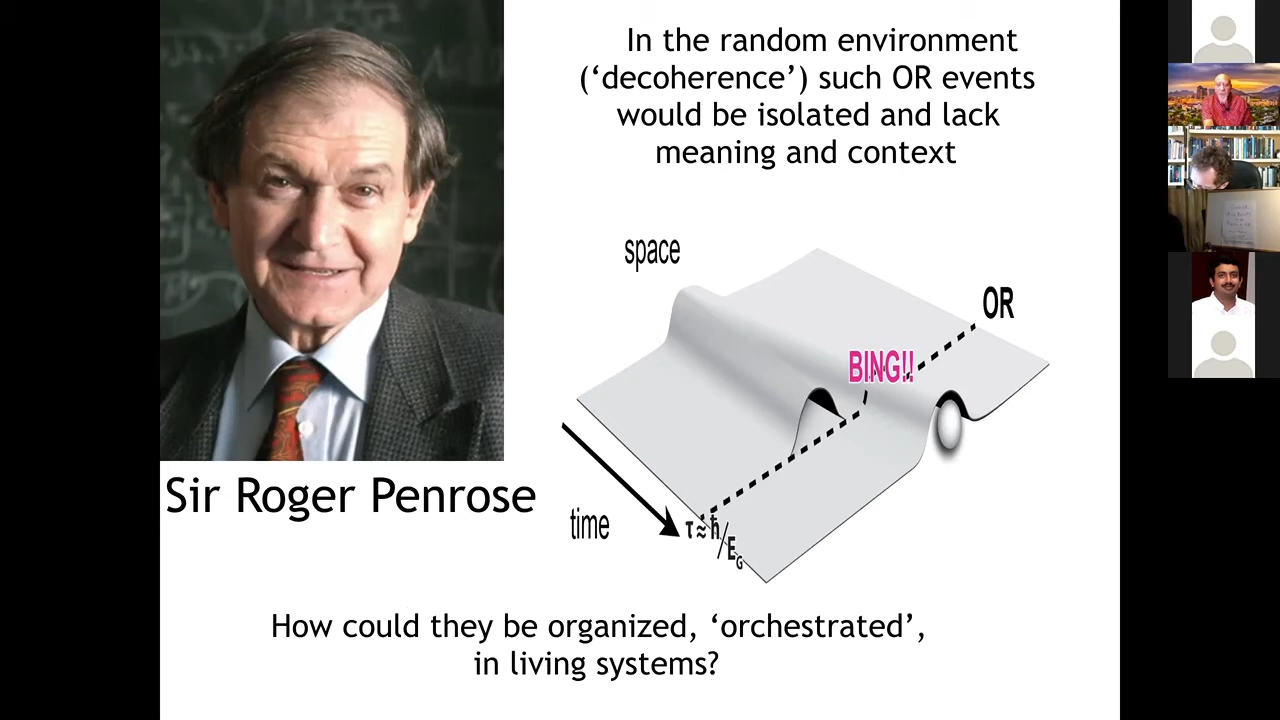 In the random environment
(‘decoherence’) such OR events
would be isolated and lack
meaning and context
space
OR
BING!!
Sir Roger Penrose
time
τ≈ħ/E_G
How could they be organized, ‘orchestrated’,
in living systems?